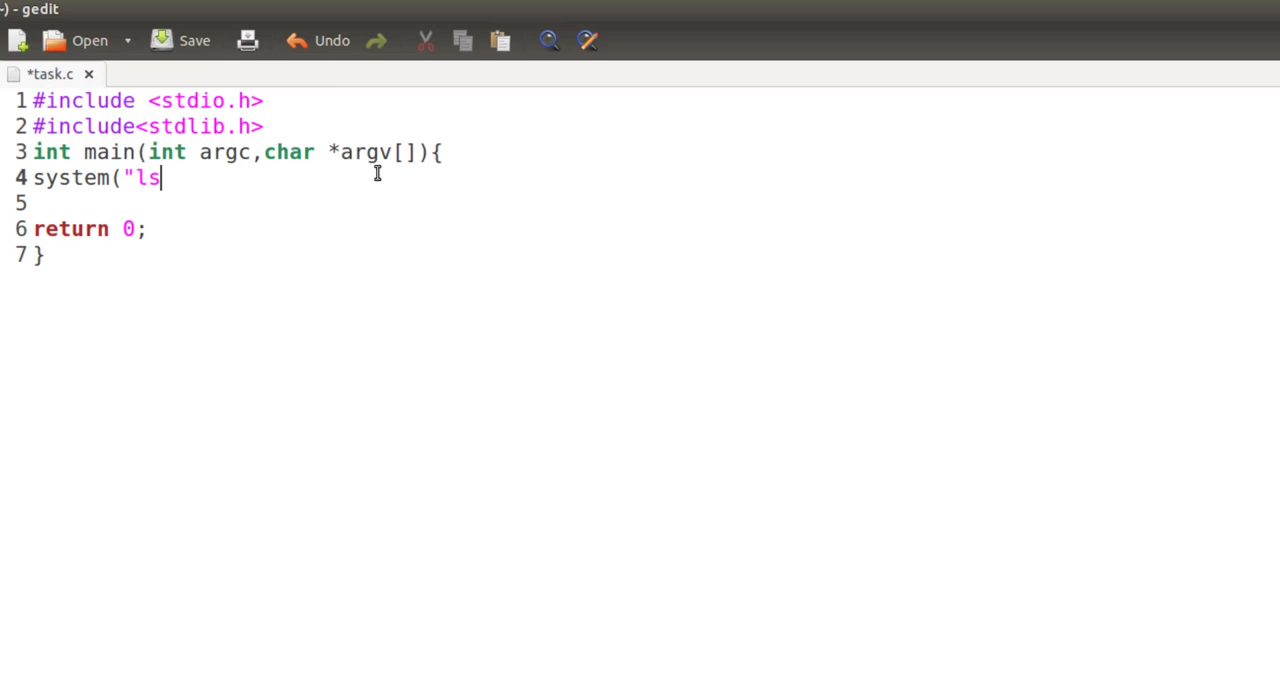 ~) - gedit
Open Save Undo
*task.c
1 #include <stdio.h>
2 #include<stdlib.h>
3 int main(int argc,char *argv[]){
4 system("ls
5
6 return 0;
7 }